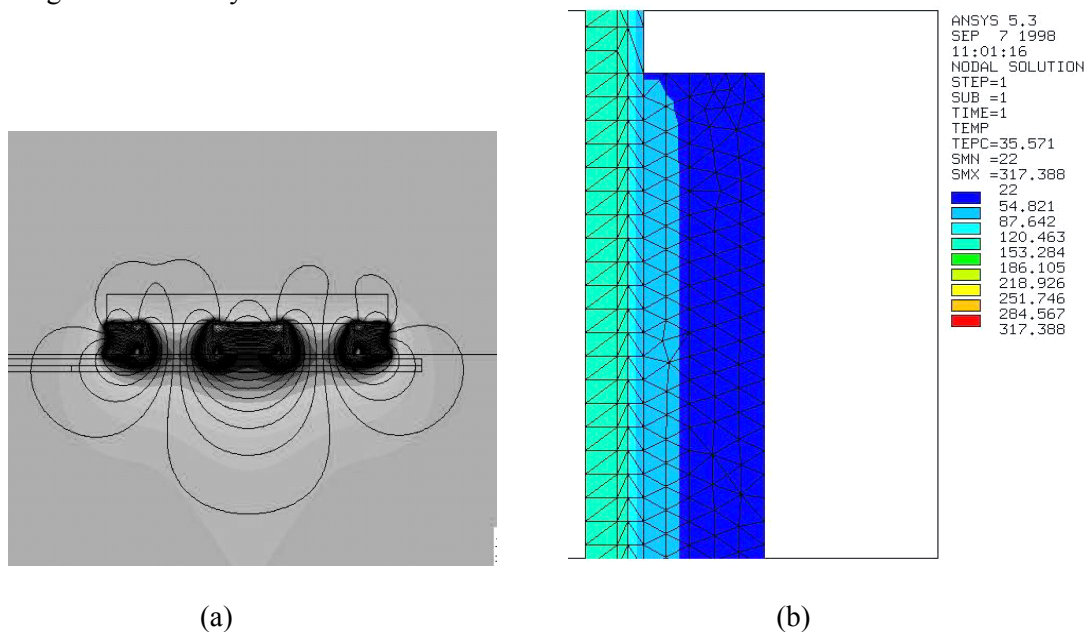 ANSYS 5.3
SEP 7 1998
11:01:16
NODAL SOLUTION
STEP=1
SUB =1
TIME=1
TEMP
TEPC=35.571
SMN =22
SMX =317.388
22
54.821
87.642
120.463
153.284
186.105
218.926
251.746
284.567
317.388
(a)
(b)